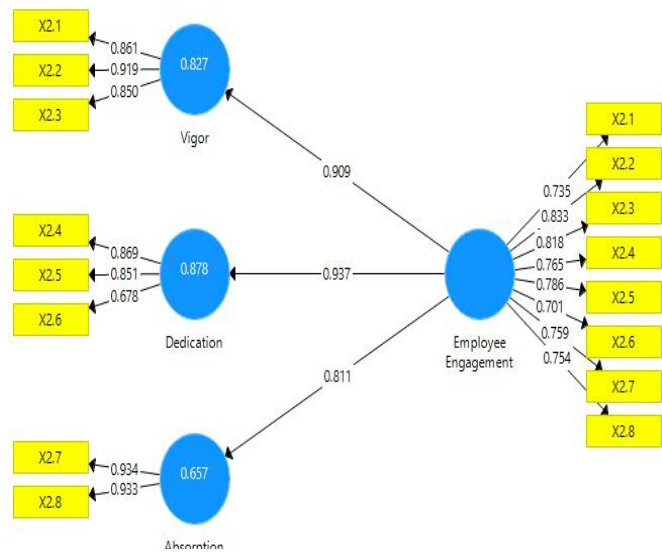 X2.1
0.861
X2.2
0.919
X2.3
0.850
0.827
Vigor
0.909
X2.4
0.869
X2.5
0.851
X2.6
0.678
0.878
Dedication
0.937
X2.7
0.934
X2.8
0.933
0.657
Absorption
0.811
Employee
Engagement
0.735
0.833
0.818
0.765
0.786
0.701
0.759
0.754
X2.1
X2.2
X2.3
X2.4
X2.5
X2.6
X2.7
X2.8